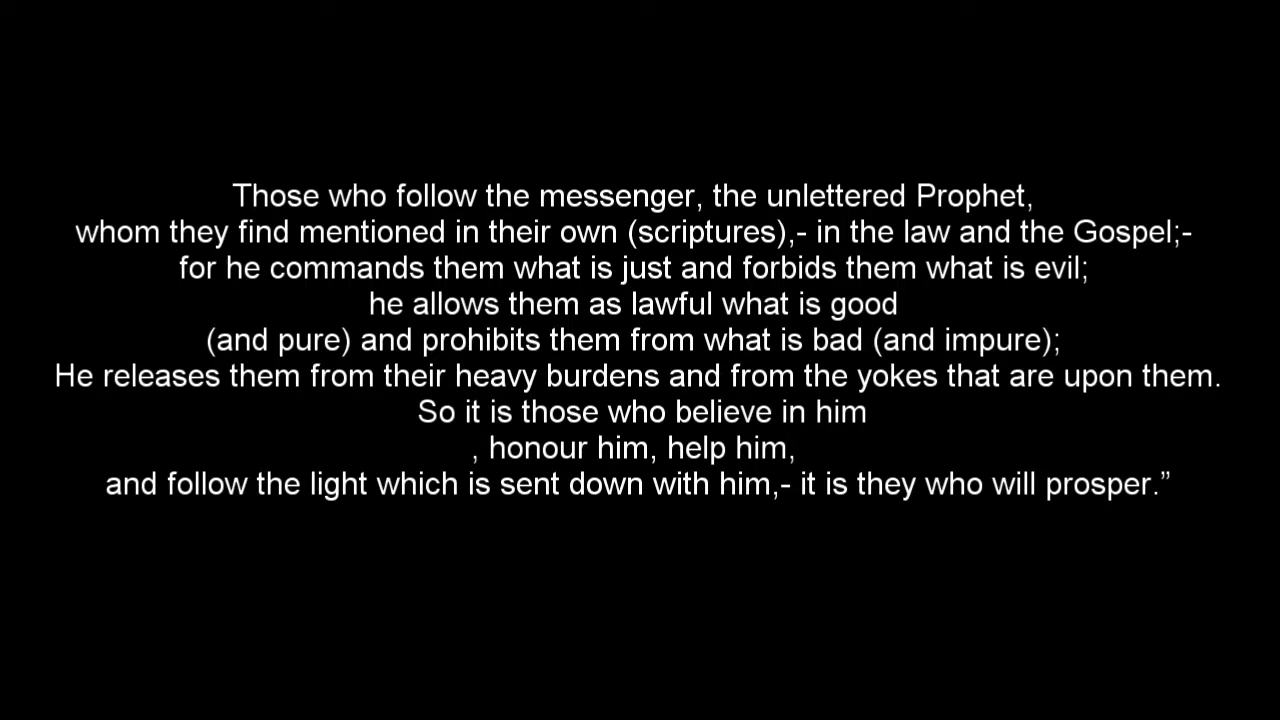 Those who follow the messenger, the unlettered Prophet,
whom they find mentioned in their own (scriptures),- in the law and the Gospel;-
for he commands them what is just and forbids them what is evil;
he allows them as lawful what is good
(and pure) and prohibits them from what is bad (and impure);
He releases them from their heavy burdens and from the yokes that are upon them.
So it is those who believe in him
, honour him, help him,
and follow the light which is sent down with him,- it is they who will prosper.”